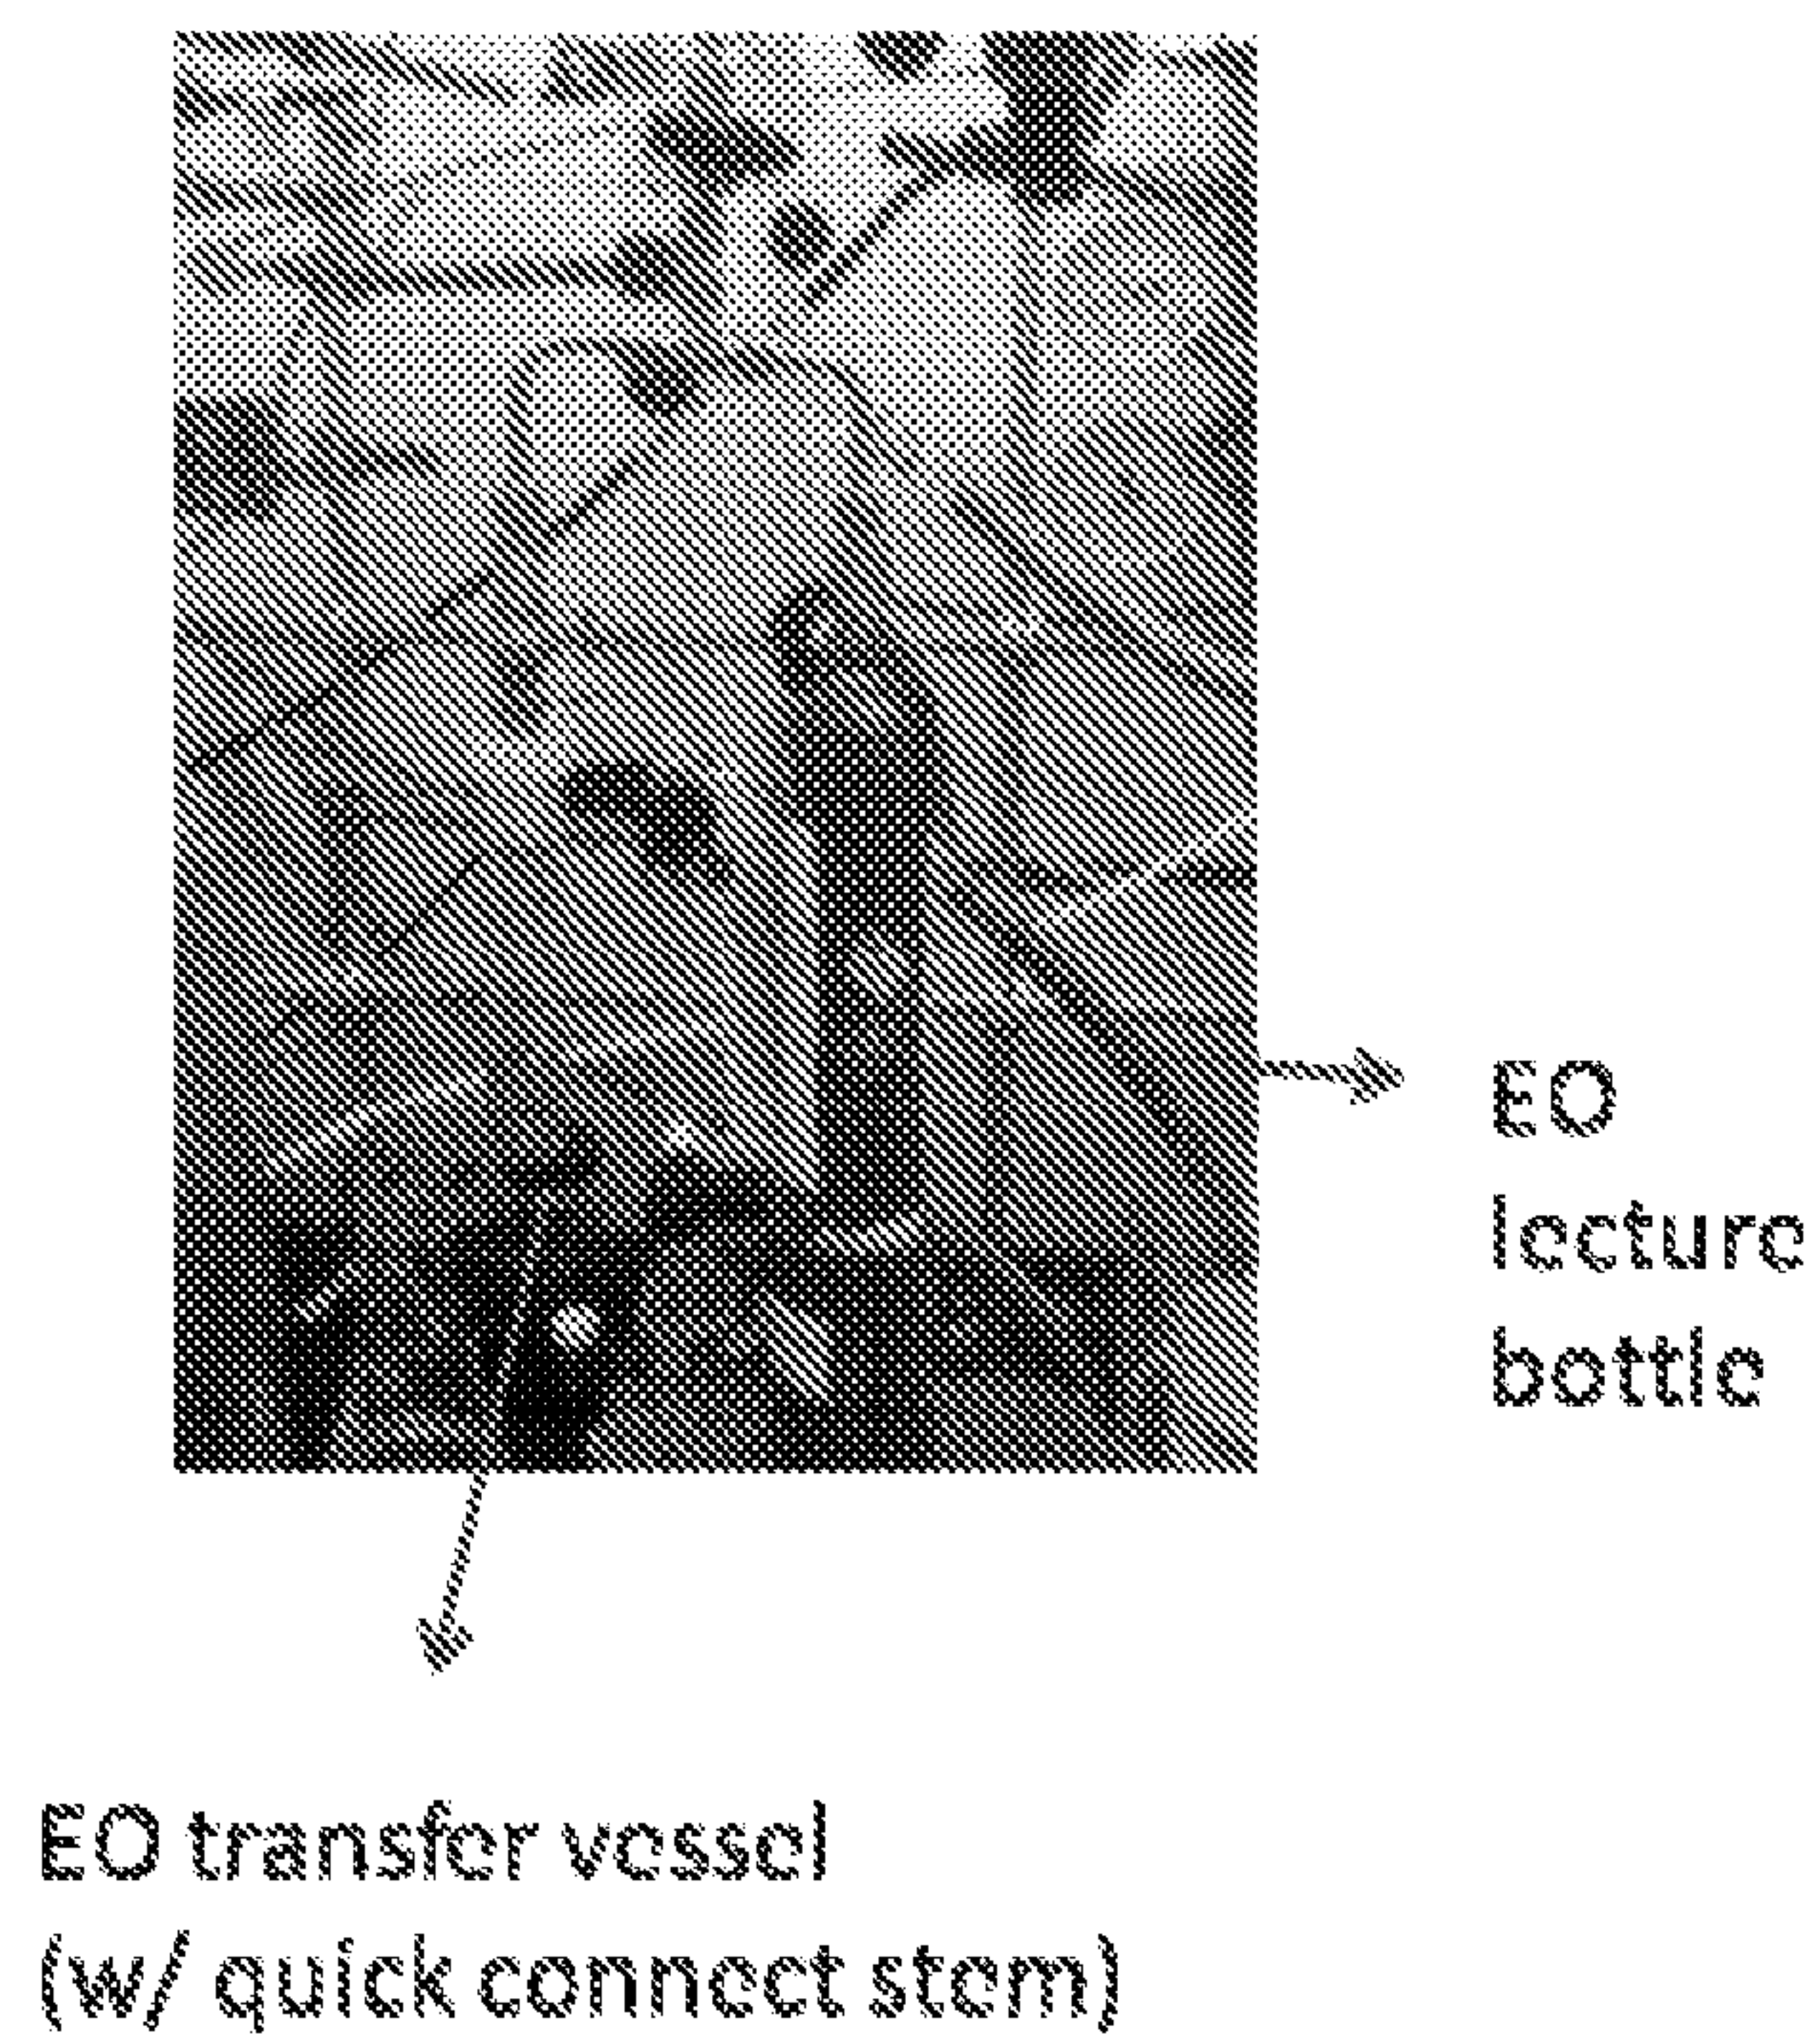 EO
lecture
bottle
EO transfer vessel
(w/ quick connect stem)